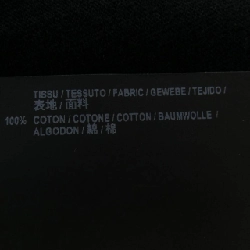 TISSU / TESSUTO / FABRIC / GEWEBE / TEJIDO /
表地 / 面料
100% COTON / COTONE / COTTON / BAUMWOLLE /
ALGODON / 綿 / 棉